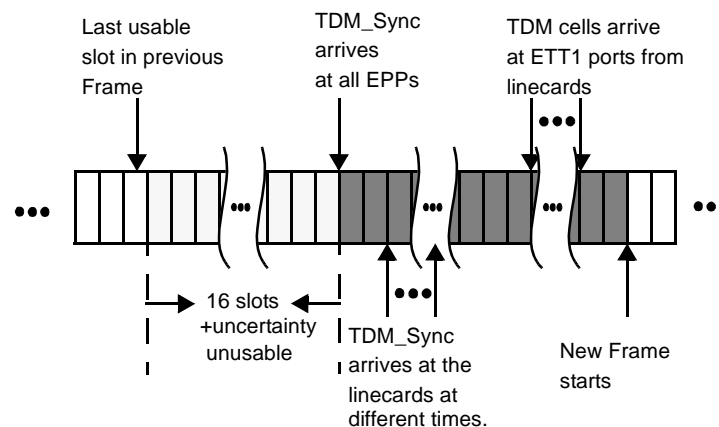 Last usable
slot in previous
Frame
TDM_Sync
arrives
at all EPPs
TDM cells arrive
at ETT1 ports from
linecards
16 slots
+uncertainty
unusable
TDM_Sync
arrives at the
linecards at
different times.
New Frame
starts